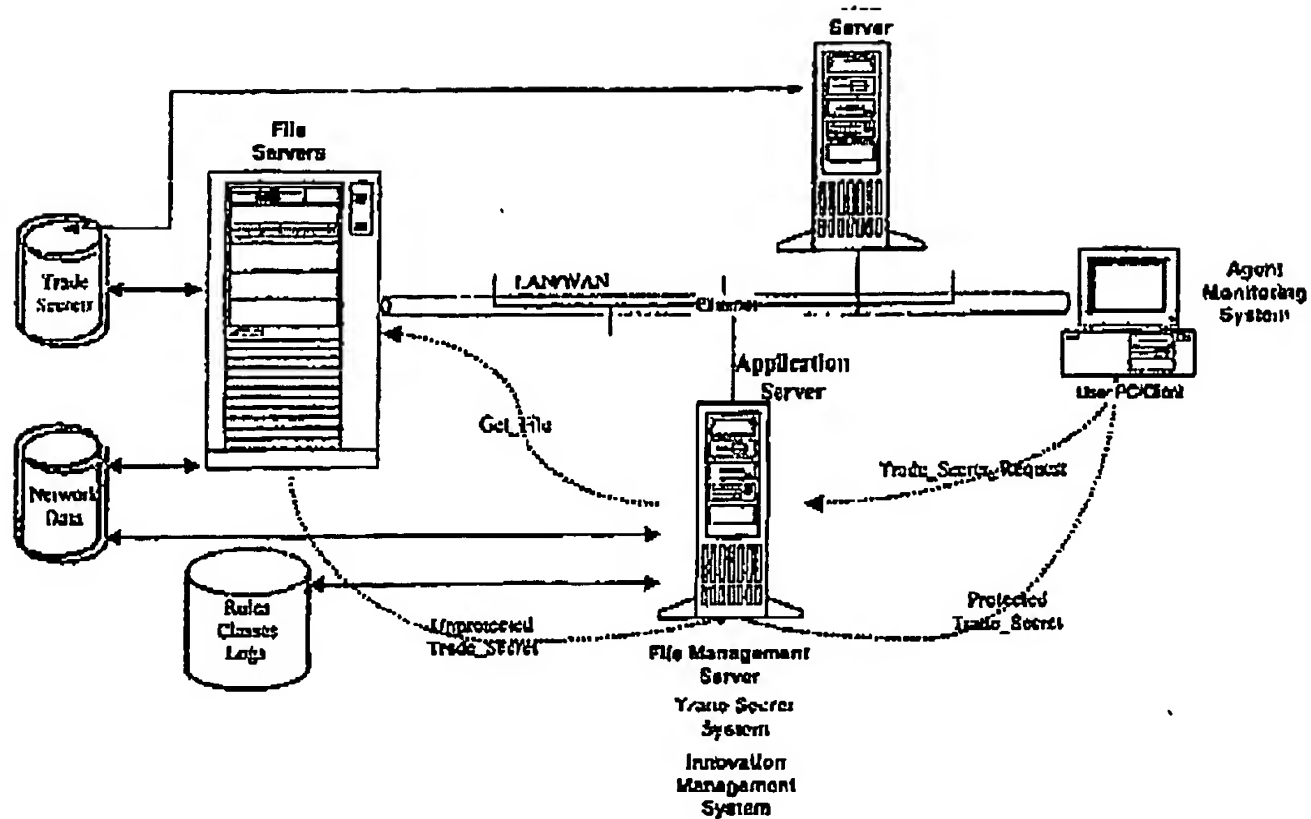 Server
File
Servers
Trade
Secrets
LAN/WAN
Ethernet
Agent
Monitoring
System
User PC/Client
Application
Server
Get_File
Trade_Secret_Request
Network
Data
Rules
Classes
Logs
Unprotected
Trade_Secret
Protected
Trade_Secret
File Management
Server
Trade Secret
System
Innovation
Management
System